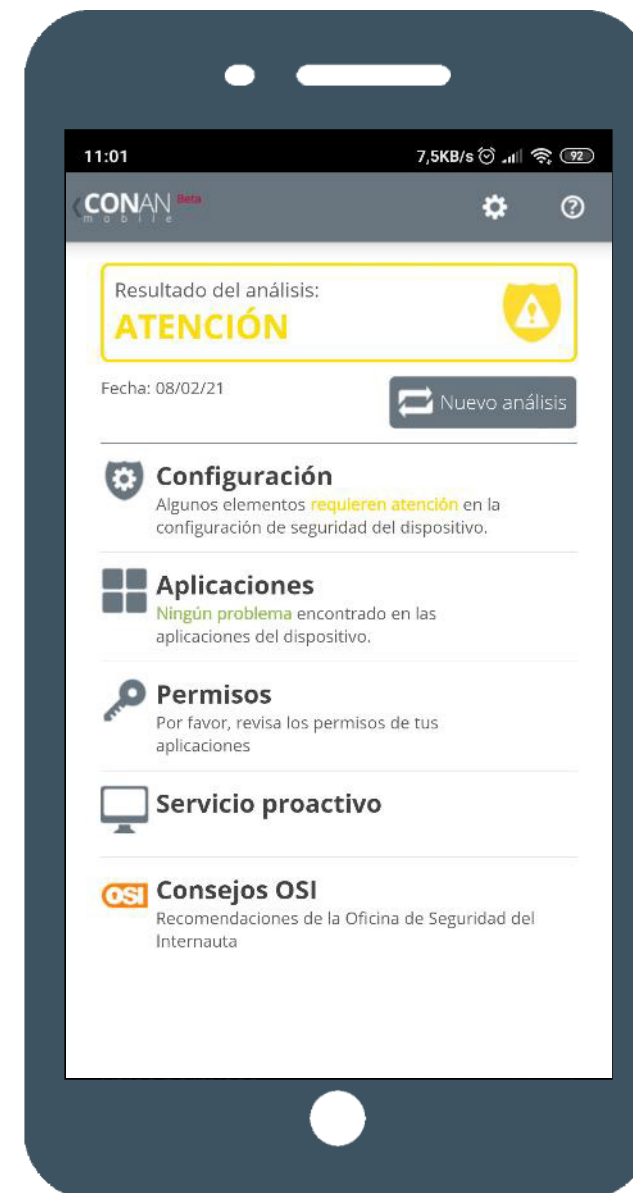 11:01 7,5KB/s 92
CONAN Beta
mobile
Resultado del análisis:
ATENCIÓN
Fecha: 08/02/21
Nuevo análisis
Configuración
Algunos elementos requieren atención en la
configuración de seguridad del dispositivo.
Aplicaciones
Ningún problema encontrado en las
aplicaciones del dispositivo.
Permisos
Por favor, revisa los permisos de tus
aplicaciones
Servicio proactivo
OSI Consejos OSI
Recomendaciones de la Oficina de Seguridad del
Internauta